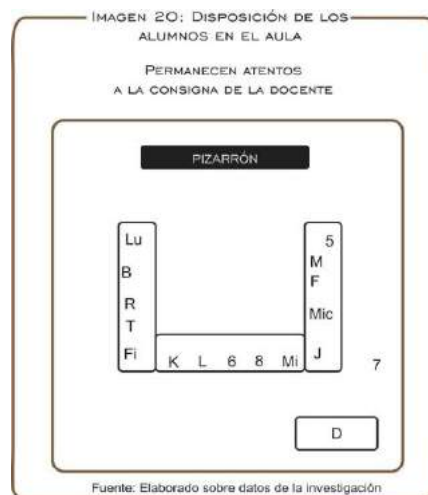 IMAGEN 20: DISPOSICIÓN DE LOS
ALUMNOS EN EL AULA
PERMANECEN ATENTOS
A LA CONSIGNA DE LA DOCENTE
PIZARRÓN
Lu
B
R
T
Fi
K L 6 8 Mi
5
M
F
Mic
J
7
D
Fuente: Elaborado sobre datos de la investigación